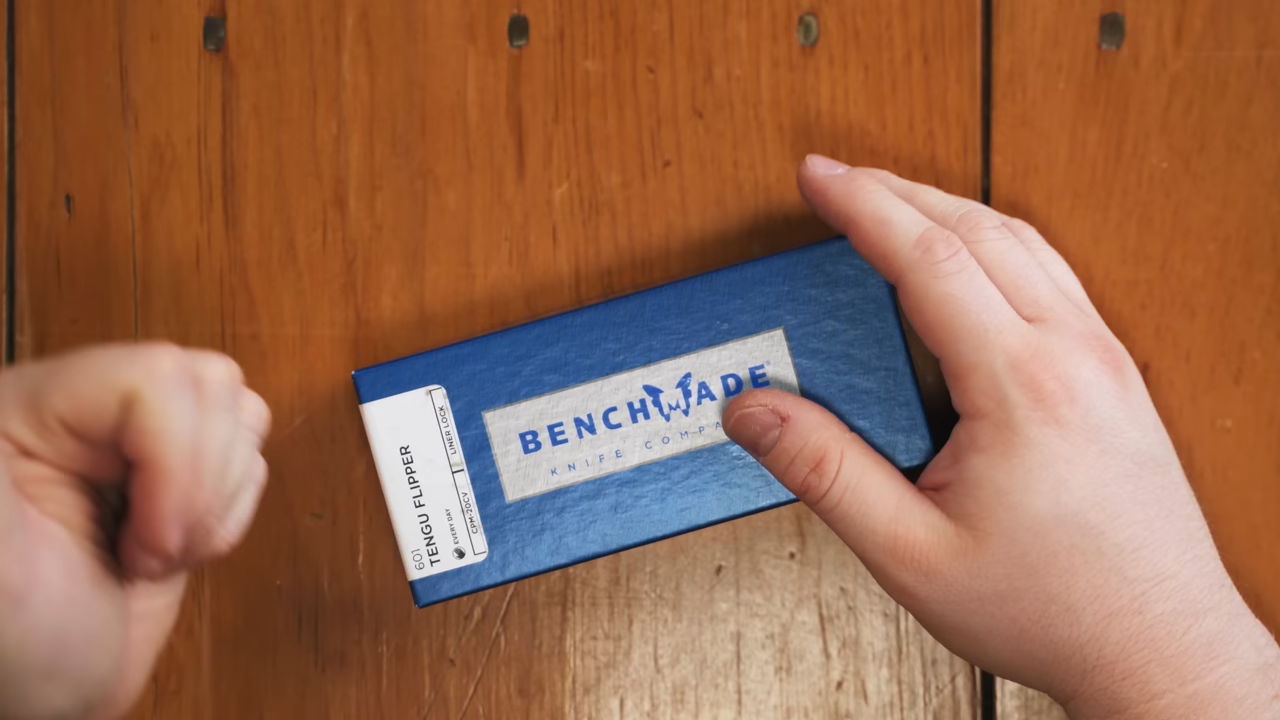 BENCHMADE®
KNIFE COMPA
601
TENGU FLIPPER
EVERY DAY
CPM-20CV
LINER LOCK